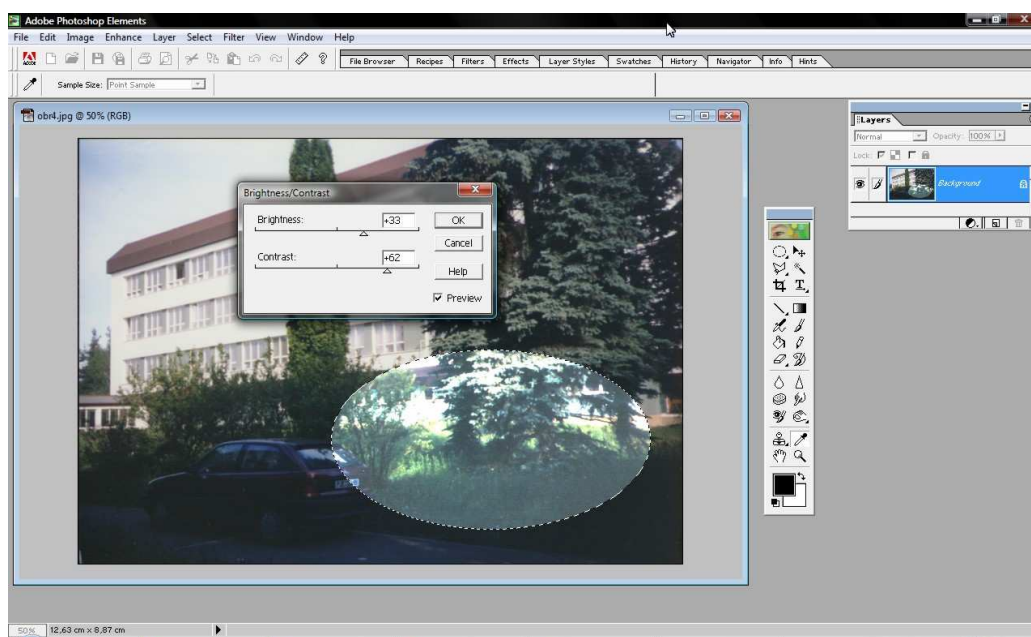 Adobe Photoshop Elements
File Edit Image Enhance Layer Select Filter View Window Help
File Browser Recipes Filters Effects Layer Styles Swatches History Navigator Info Hints
Sample Size: Point Sample
obr4.jpg @ 50% (RGB)
Layers
Normal Opacity: 100%
Lock:
Background
Brightness/Contrast
Brightness: +33
OK
Cancel
Contrast: +62
Help
Preview
50% 12,63 cm x 8,87 cm